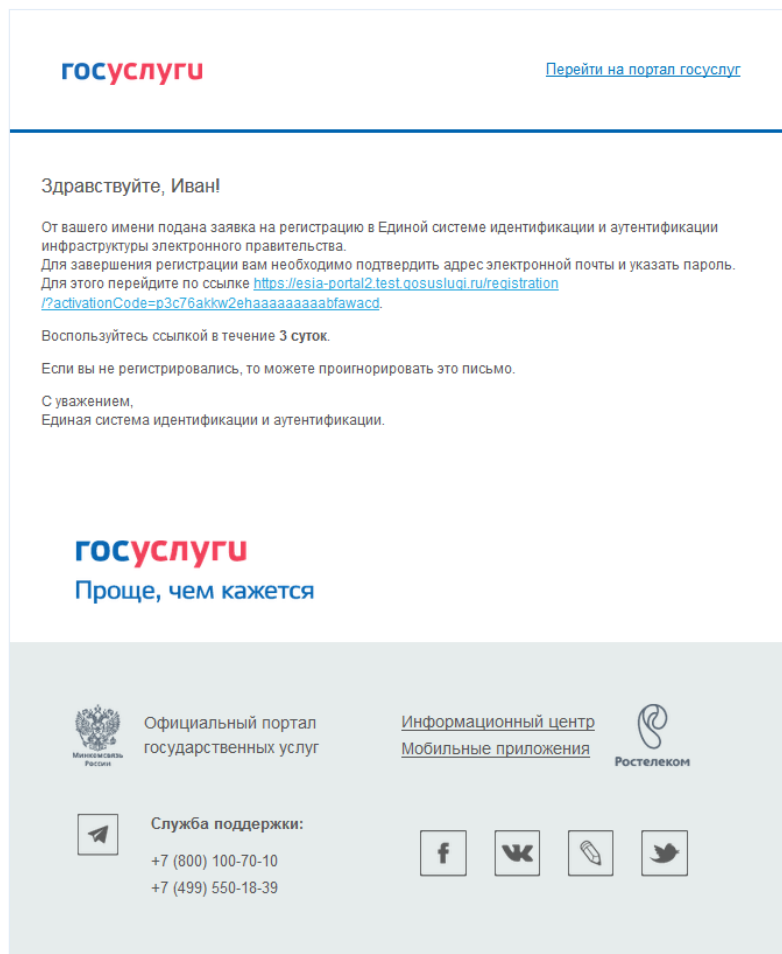 госуслуги
Перейти на портал госуслуг
Здравствуйте, Иван!
От вашего имени подана заявка на регистрацию в Единой системе идентификации и аутентификации
инфраструктуры электронного правительства.
Для завершения регистрации вам необходимо подтвердить адрес электронной почты и указать пароль.
Для этого перейдите по ссылке https://esia-portal2.test.gosuslugi.ru/registration
/?activationCode=p3c76akkw2ehaaaaaaaaabfawacd.
Воспользуйтесь ссылкой в течение 3 суток.
Если вы не регистрировались, то можете проигнорировать это письмо.
С уважением,
Единая система идентификации и аутентификации.
госуслуги
Проще, чем кажется
Минкомсвязь
России
Официальный портал
государственных услуг
Информационный центр
Мобильные приложения
Ростелеком
Служба поддержки:
+7 (800) 100-70-10
+7 (499) 550-18-39